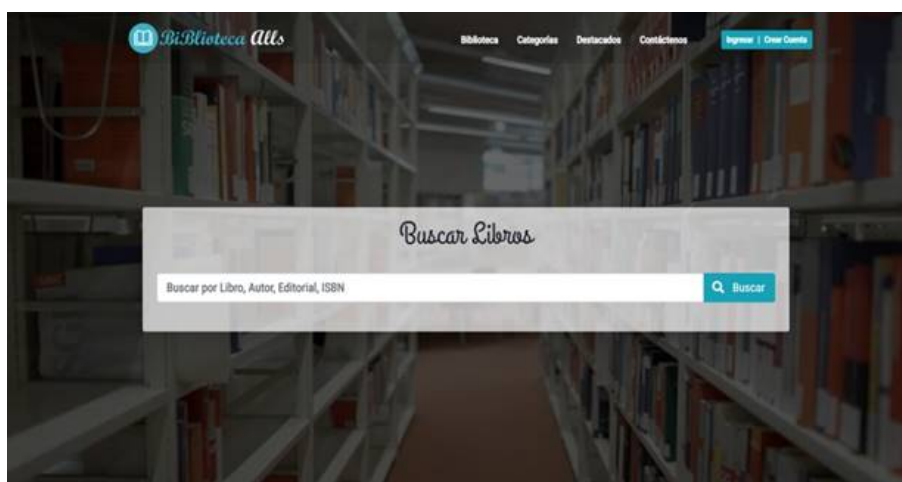 BiBlioteca Alls
Biblioteca Categorías Destacados Contáctenos Ingresar | Crear Cuenta
Buscar Libros
Buscar por Libro, Autor, Editorial, ISBN Buscar